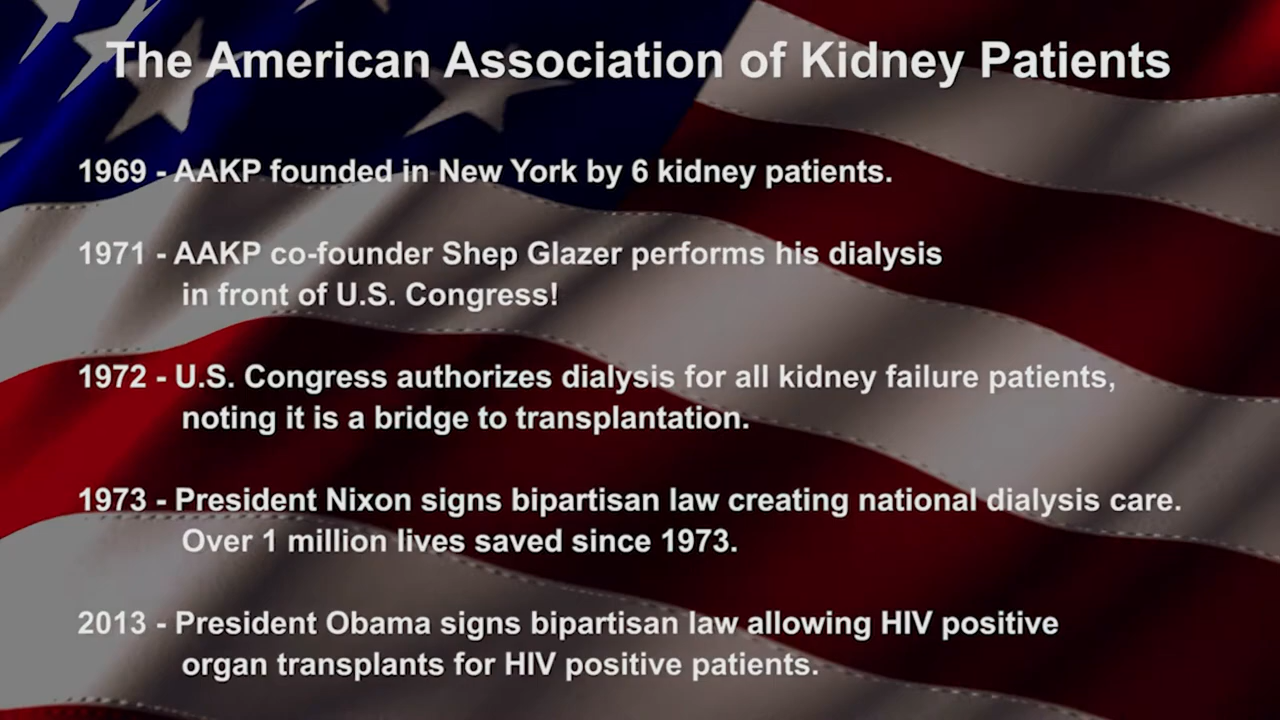 The American Association of Kidney Patients
1969 - AAKP founded in New York by 6 kidney patients.
1971 - AAKP co-founder Shep Glazer performs his dialysis
in front of U.S. Congress!
1972 - U.S. Congress authorizes dialysis for all kidney failure patients,
noting it is a bridge to transplantation.
1973 - President Nixon signs bipartisan law creating national dialysis care.
Over 1 million lives saved since 1973.
2013 - President Obama signs bipartisan law allowing HIV positive
organ transplants for HIV positive patients.